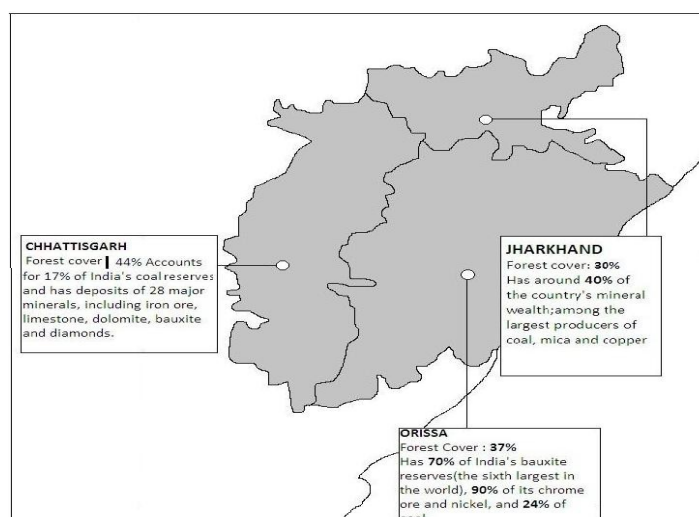 CHHATTISGARH
Forest cover | 44% Accounts
for 17% of India's coal reserves
and has deposits of 28 major
minerals, including iron ore,
limestone, dolomite, bauxite
and diamonds.
JHARKHAND
Forest cover: 30%
Has around 40% of
the country's mineral
wealth;among the
largest producers of
coal, mica and copper
ORISSA
Forest Cover : 37%
Has 70% of India's bauxite
reserves(the sixth largest in
the world), 90% of its chrome
ore and nickel, and 24% of